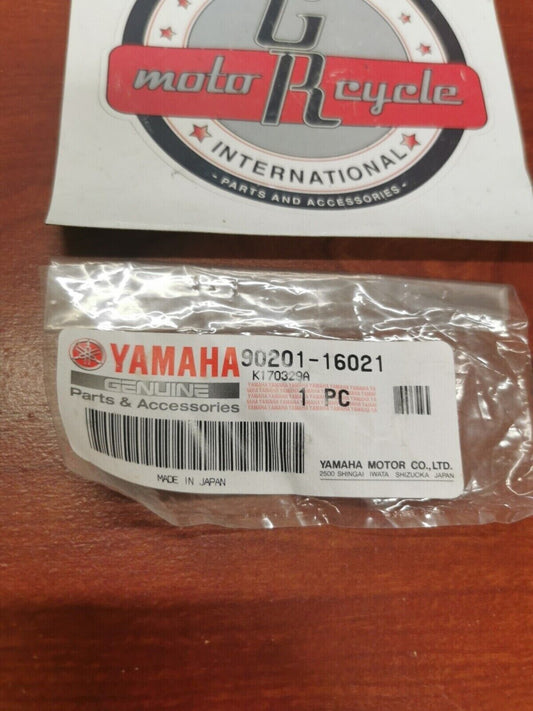 G
moto R cycle
INTERNATIONAL
- PARTS AND ACCESSORIES -
YAMAHA 90201-16021
K170329A
GENUINE
Parts & Accessories
1 PC
MADE IN JAPAN
YAMAHA MOTOR CO.,LTD.
2500 SHINGAI IWATA SHIZUOKA JAPAN